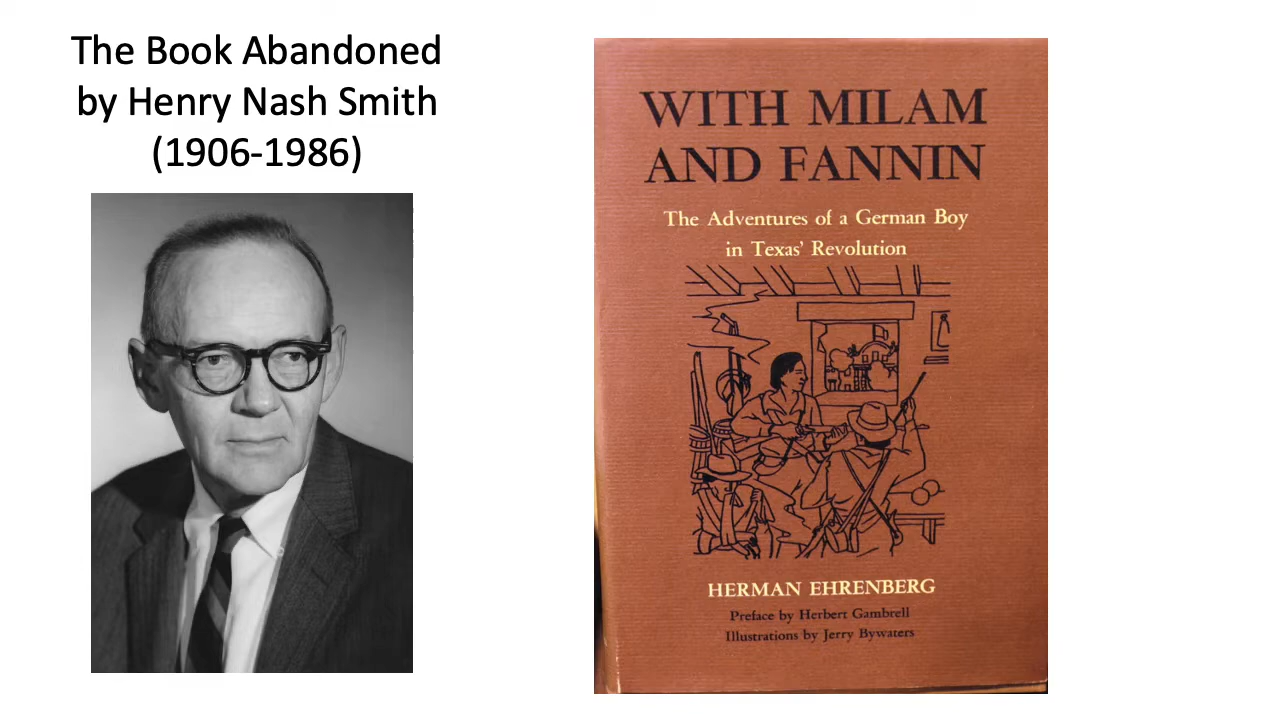 The Book Abandoned
by Henry Nash Smith
(1906-1986)
WITH MILAM
AND FANNIN
The Adventures of a German Boy
in Texas' Revolution
HERMAN EHRENBERG
Preface by Herbert Gambrell
Illustrations by Jerry Bywaters